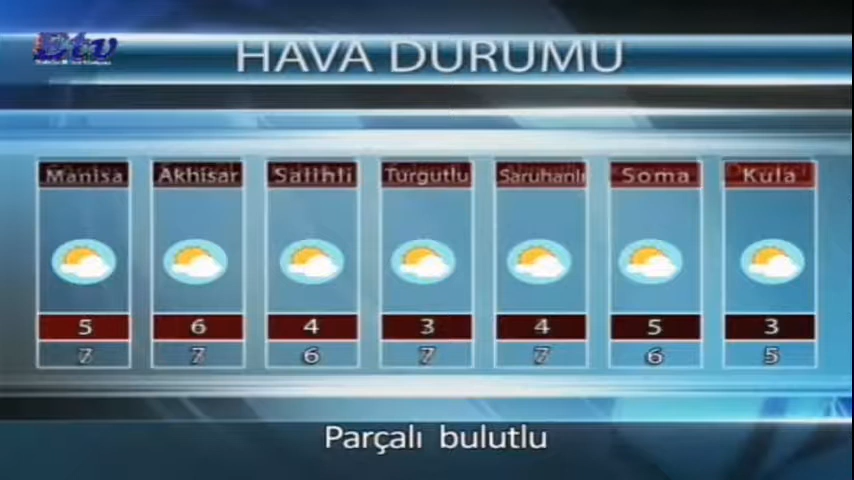 Etv
HAVA DURUMU
Manisa Akhisar Salihli Turgutlu Saruhanlı Soma Kula
5 6 4 3 4 5 3
7 7 6 7 7 6 5
Parçalı bulutlu